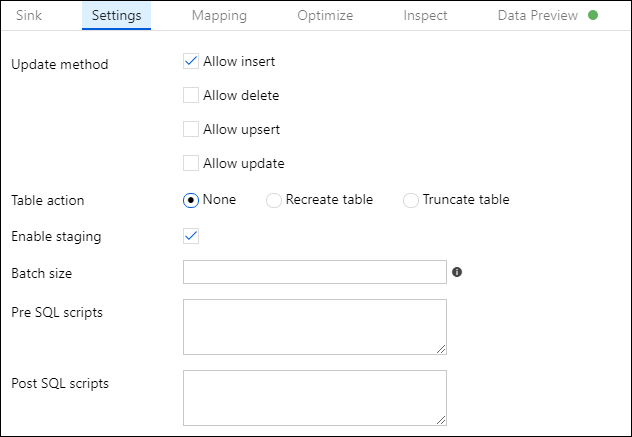 Sink Settings Mapping Optimize Inspect Data Preview
Update method Allow insert
Allow delete
Allow upsert
Allow update
Table action None Recreate table Truncate table
Enable staging
Batch size
Pre SQL scripts
Post SQL scripts